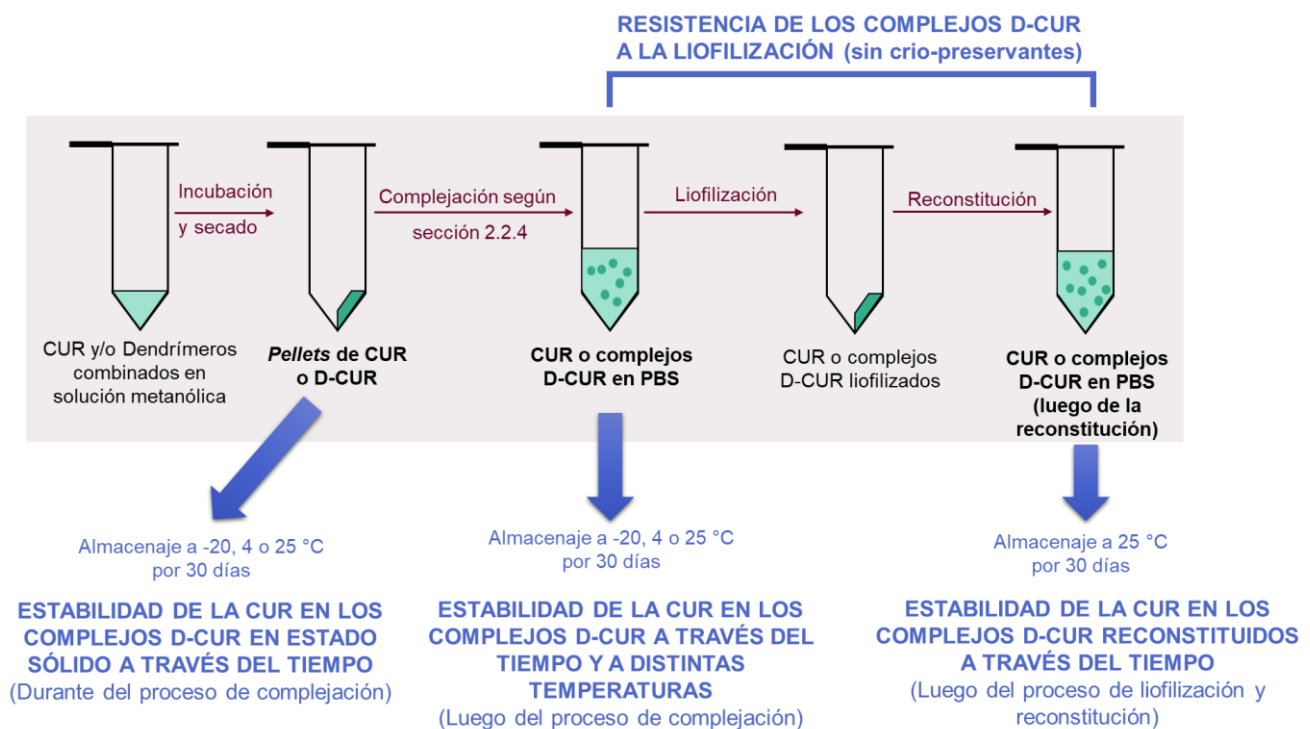 RESISTENCIA DE LOS COMPLEJOS D-CUR
A LA LIOFILIZACIÓN (sin crio-preservantes)
Incubación
y secado
Complejación según
sección 2.2.4
Liofilización
Reconstitución
CUR y/o Dendrímeros
combinados en
solución metanólica
Pellets de CUR
o D-CUR
CUR o complejos
D-CUR en PBS
CUR o complejos
D-CUR liofilizados
CUR o complejos
D-CUR en PBS
(luego de la
reconstitución)
Almacenaje a -20, 4 o 25 °C
por 30 días
ESTABILIDAD DE LA CUR EN LOS
COMPLEJOS D-CUR EN ESTADO
SÓLIDO A TRAVÉS DEL TIEMPO
(Durante del proceso de complejación)
Almacenaje a -20, 4 o 25 °C
por 30 días
ESTABILIDAD DE LA CUR EN LOS
COMPLEJOS D-CUR A TRAVÉS DEL
TIEMPO Y A DISTINTAS
TEMPERATURAS
(Luego del proceso de complejación)
Almacenaje a 25 °C
por 30 días
ESTABILIDAD DE LA CUR EN LOS
COMPLEJOS D-CUR RECONSTITUIDOS
A TRAVÉS DEL TIEMPO
(Luego del proceso de liofilización y
reconstitución)